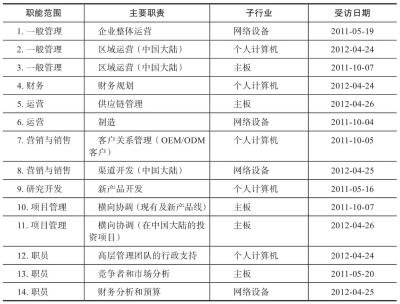 职能范围 主要职责 子行业 受访日期
1. 一般管理 企业整体运营 网络设备 2011-05-19
2. 一般管理 区域运营（中国大陆） 个人计算机 2012-04-24
3. 一般管理 区域运营（中国大陆） 主板 2011-10-07
4. 财务 财务规划 个人计算机 2012-04-24
5. 运营 供应链管理 主板 2012-04-26
6. 运营 制造 网络设备 2011-10-04
7. 营销与销售 客户关系管理（OEM/ODM 个人计算机 2011-10-05
客户）
8. 营销与销售 渠道开发（中国大陆） 网络设备 2012-04-25
9. 研究开发 新产品开发 个人计算机 2011-05-16
10. 项目管理 横向协调（现有及新产品线） 主板 2011-10-07
11. 项目管理 横向协调（在中国大陆的投 主板 2012-04-26
资项目）
12. 职员 高层管理团队的行政支持 个人计算机 2012-04-24
13. 职员 竞争者和市场分析 主板 2011-05-20
14. 职员 财务分析和预算 网络设备 2012-04-25